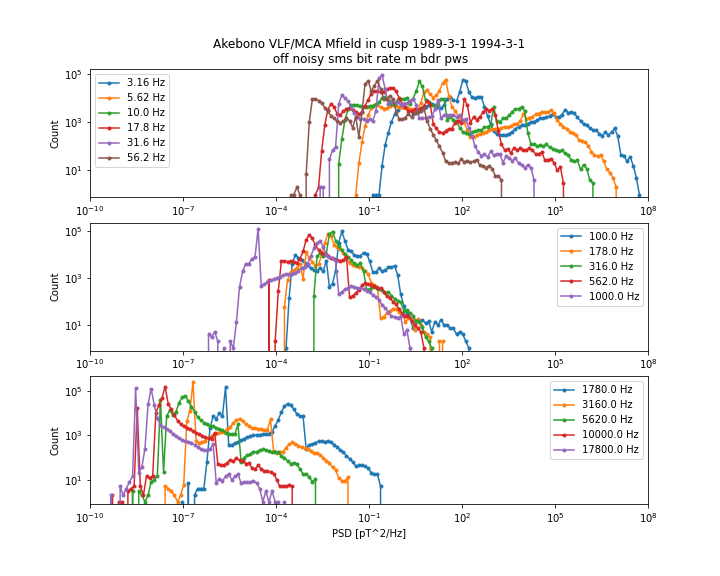 Akebono VLF/MCA Mfield in cusp 1989-3-1 1994-3-1
off noisy sms bit rate m bdr pws
Count
10^5
10^3
10^1
3.16 Hz
5.62 Hz
10.0 Hz
17.8 Hz
31.6 Hz
56.2 Hz
10^−10
10^−7
10^−4
10^−1
10^2
10^5
10^8
Count
10^5
10^3
10^1
100.0 Hz
178.0 Hz
316.0 Hz
562.0 Hz
1000.0 Hz
10^−10
10^−7
10^−4
10^−1
10^2
10^5
10^8
Count
10^5
10^3
10^1
1780.0 Hz
3160.0 Hz
5620.0 Hz
10000.0 Hz
17800.0 Hz
10^−10
10^−7
10^−4
10^−1
10^2
10^5
10^8
PSD [pT^2/Hz]